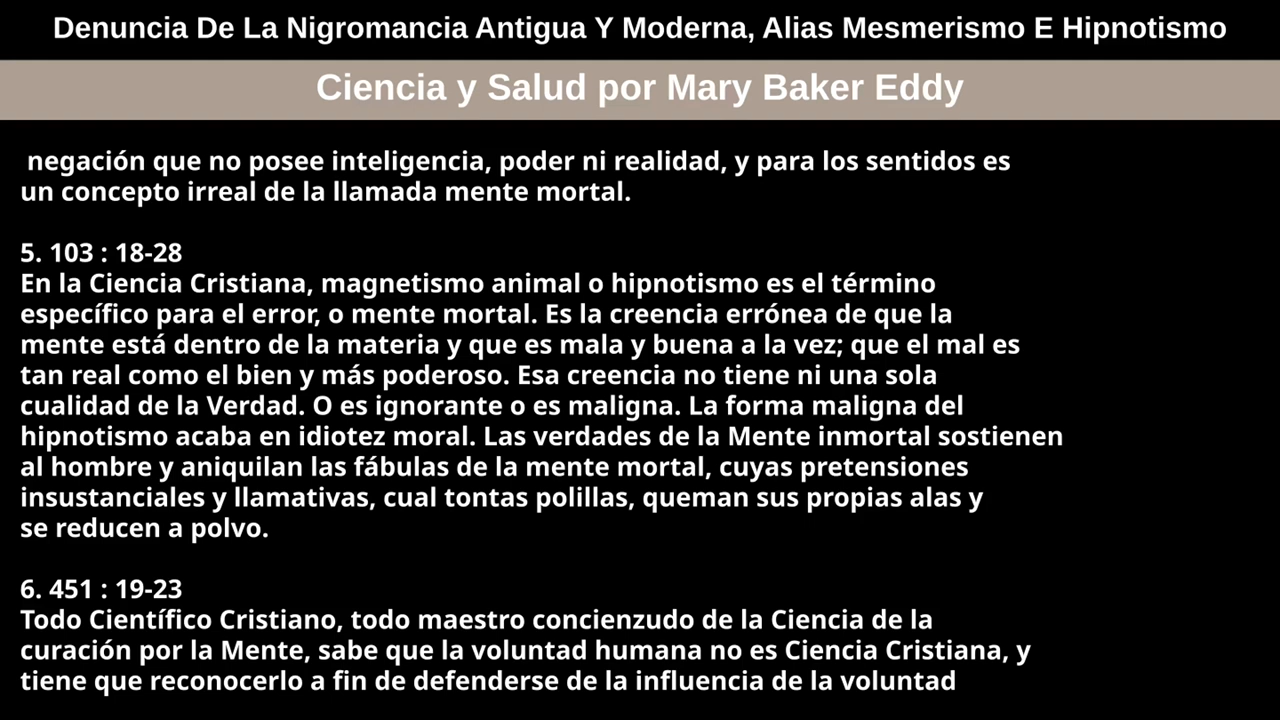 Denuncia De La Nigromancia Antigua Y Moderna, Alias Mesmerismo E Hipnotismo
Ciencia y Salud por Mary Baker Eddy
negación que no posee inteligencia, poder ni realidad, y para los sentidos es
un concepto irreal de la llamada mente mortal.
5. 103 : 18-28
En la Ciencia Cristiana, magnetismo animal o hipnotismo es el término
específico para el error, o mente mortal. Es la creencia errónea de que la
mente está dentro de la materia y que es mala y buena a la vez; que el mal es
tan real como el bien y más poderoso. Esa creencia no tiene ni una sola
cualidad de la Verdad. O es ignorante o es maligna. La forma maligna del
hipnotismo acaba en idiotez moral. Las verdades de la Mente inmortal sostienen
al hombre y aniquilan las fábulas de la mente mortal, cuyas pretensiones
insustanciales y llamativas, cual tontas polillas, queman sus propias alas y
se reducen a polvo.
6. 451 : 19-23
Todo Científico Cristiano, todo maestro concienzudo de la Ciencia de la
curación por la Mente, sabe que la voluntad humana no es Ciencia Cristiana, y
tiene que reconocerlo a fin de defenderse de la influencia de la voluntad